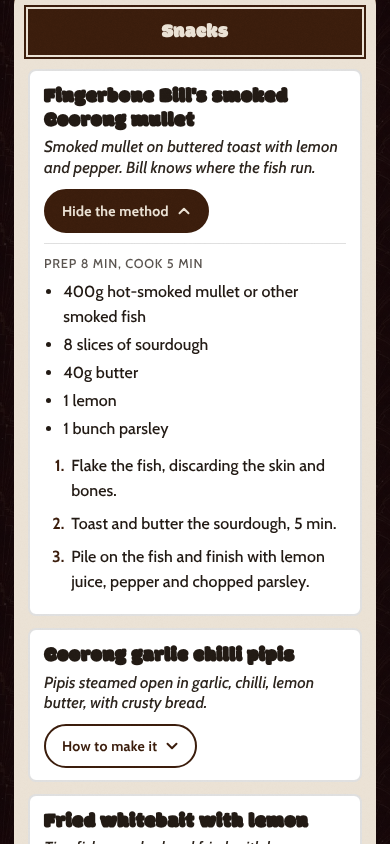 Snacks
Fingerbone Bill's smoked
Coorong mullet
Smoked mullet on buttered toast with lemon
and pepper. Bill knows where the fish run.
Hide the method
PREP 8 MIN, COOK 5 MIN
• 400g hot-smoked mullet or other
smoked fish
• 8 slices of sourdough
• 40g butter
• 1 lemon
• 1 bunch parsley
1. Flake the fish, discarding the skin and
bones.
2. Toast and butter the sourdough, 5 min.
3. Pile on the fish and finish with lemon
juice, pepper and chopped parsley.
Coorong garlic chilli pipis
Pipis steamed open in garlic, chilli, lemon
butter, with crusty bread.
How to make it
Fried whitebait with lemon